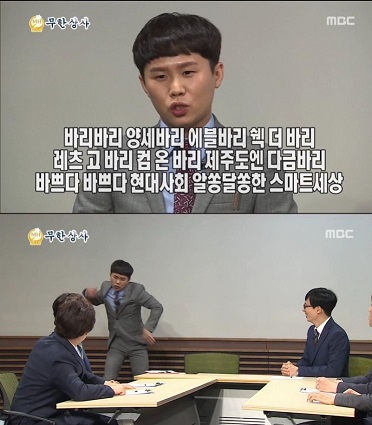 무한상사
MBC
바리바리 양세바리 에블바리 쉑 더 바리
레츠 고 바리 컴 온 바리 제주도엔 다금바리
바쁘다 바쁘다 현대사회 알쏭달쏭한 스마트세상
무한상사
MBC